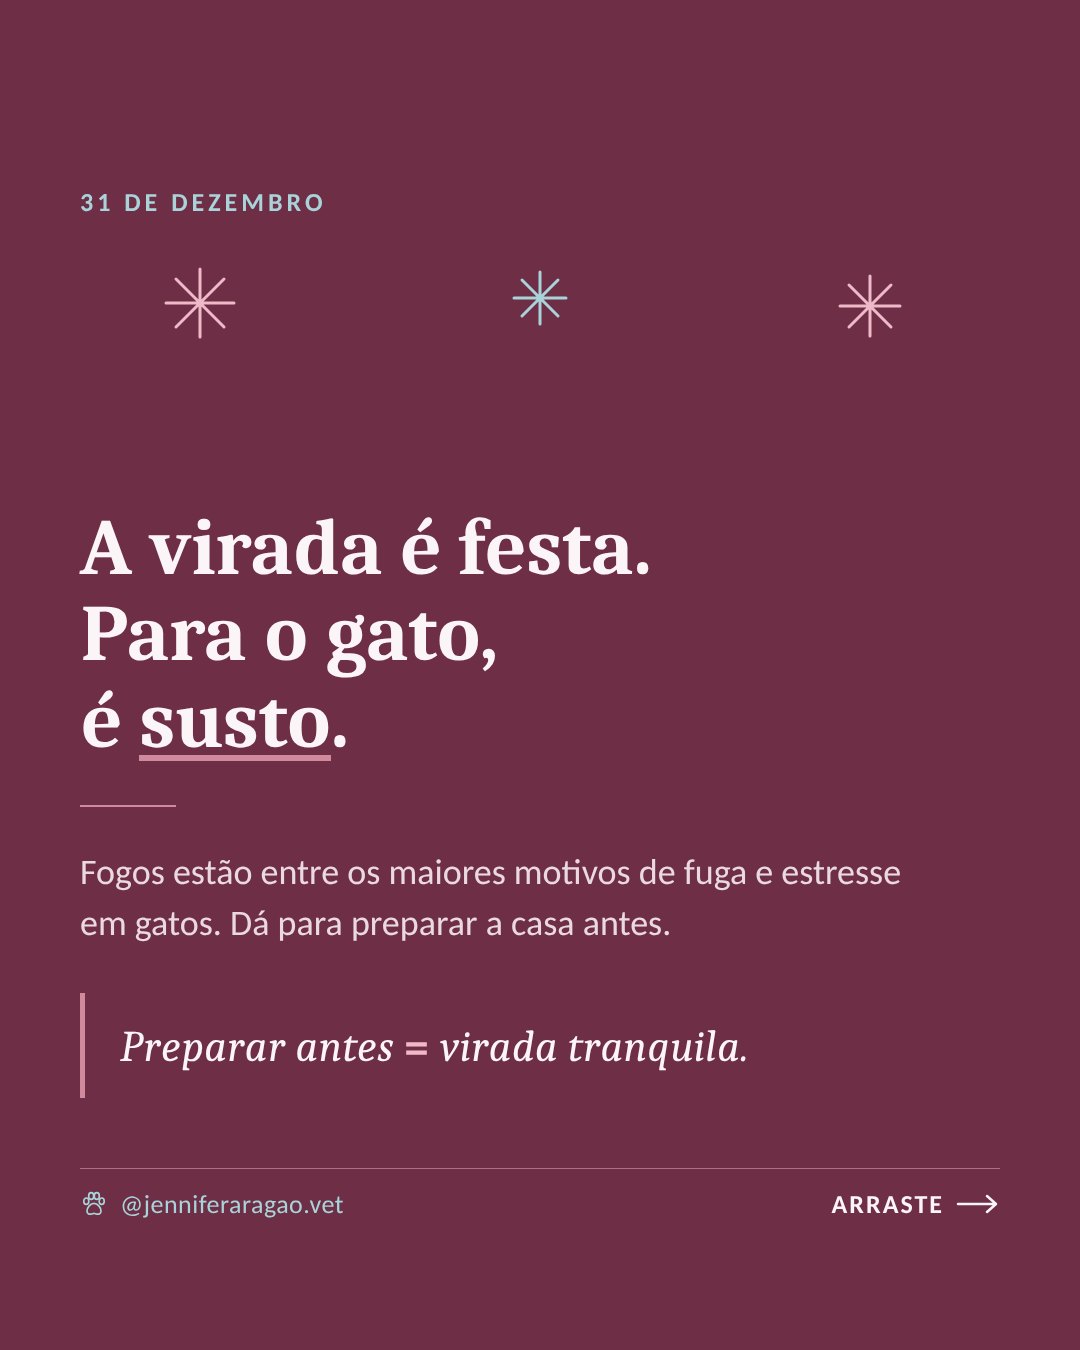 31 DE DEZEMBRO
A virada é festa.
Para o gato,
é susto.
Fogos estão entre os maiores motivos de fuga e estresse
em gatos. Dá para preparar a casa antes.
Preparar antes = virada tranquila.
@jenniferaragao.vet
ARRASTE →